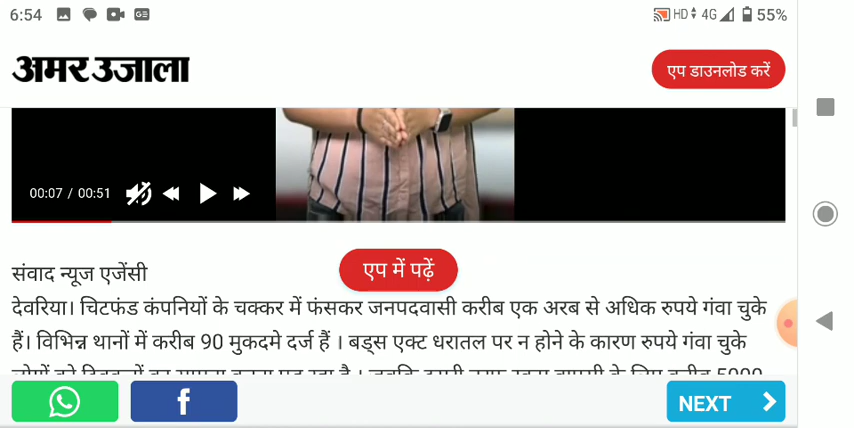 6:54
HD 4G 55%
अमर उजाला
एप डाउनलोड करें
00:07 / 00:51
एप में पढ़ें
संवाद न्यूज एजेंसी
देवरिया। चिटफंड कंपनियों के चक्कर में फंसकर जनपदवासी करीब एक अरब से अधिक रुपये गंवा चुके
हैं। विभिन्न थानों में करीब 90 मुकदमे दर्ज हैं । बड्स एक्ट धरातल पर न होने के कारण रुपये गंवा चुके
NEXT